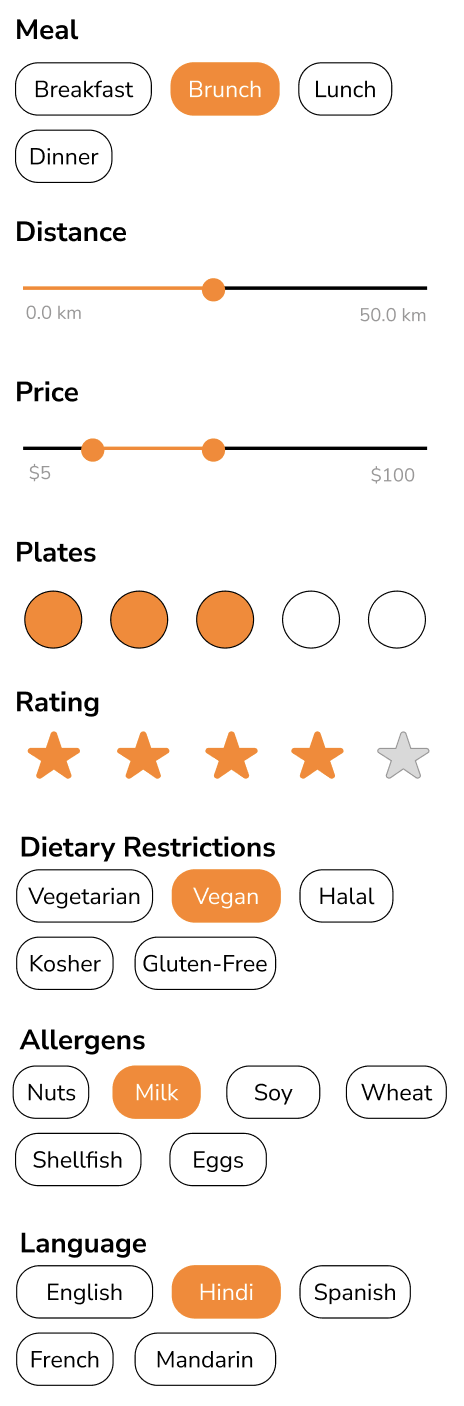 Meal
Breakfast Brunch Lunch
Dinner
Distance
0.0 km 50.0 km
Price
$5 $100
Plates
Rating
Dietary Restrictions
Vegetarian Vegan Halal
Kosher Gluten-Free
Allergens
Nuts Milk Soy Wheat
Shellfish Eggs
Language
English Hindi Spanish
French Mandarin